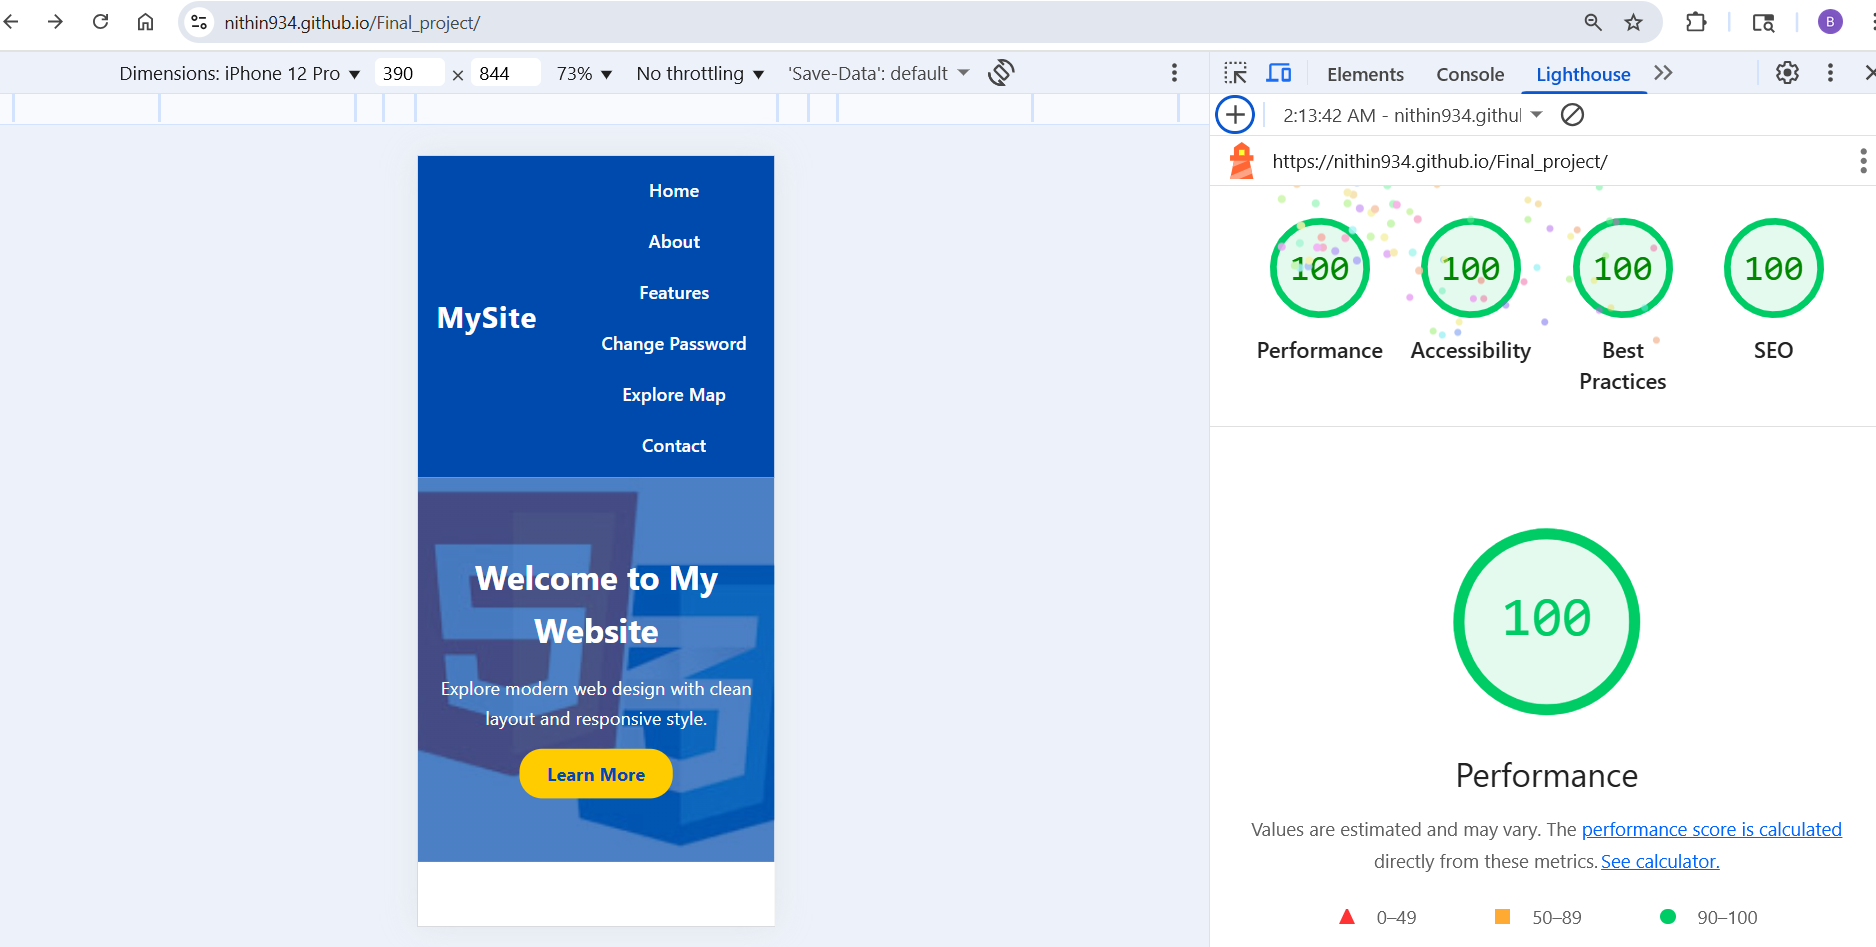 nithin934.github.io/Final_project/
B
Dimensions: iPhone 12 Pro ▼ 390 × 844 73% ▼ No throttling ▼ 'Save-Data': default
Elements Console Lighthouse
2:13:42 AM - nithin934.githu
https://nithin934.github.io/Final_project/
Home
About
Features
MySite
Change Password
Explore Map
Contact
Welcome to My
Website
Explore modern web design with clean
layout and responsive style.
Learn More
100 100 100 100
Performance Accessibility Best
Practices SEO
100
Performance
Values are estimated and may vary. The performance score is calculated
directly from these metrics. See calculator.
0–49 50–89 90–100